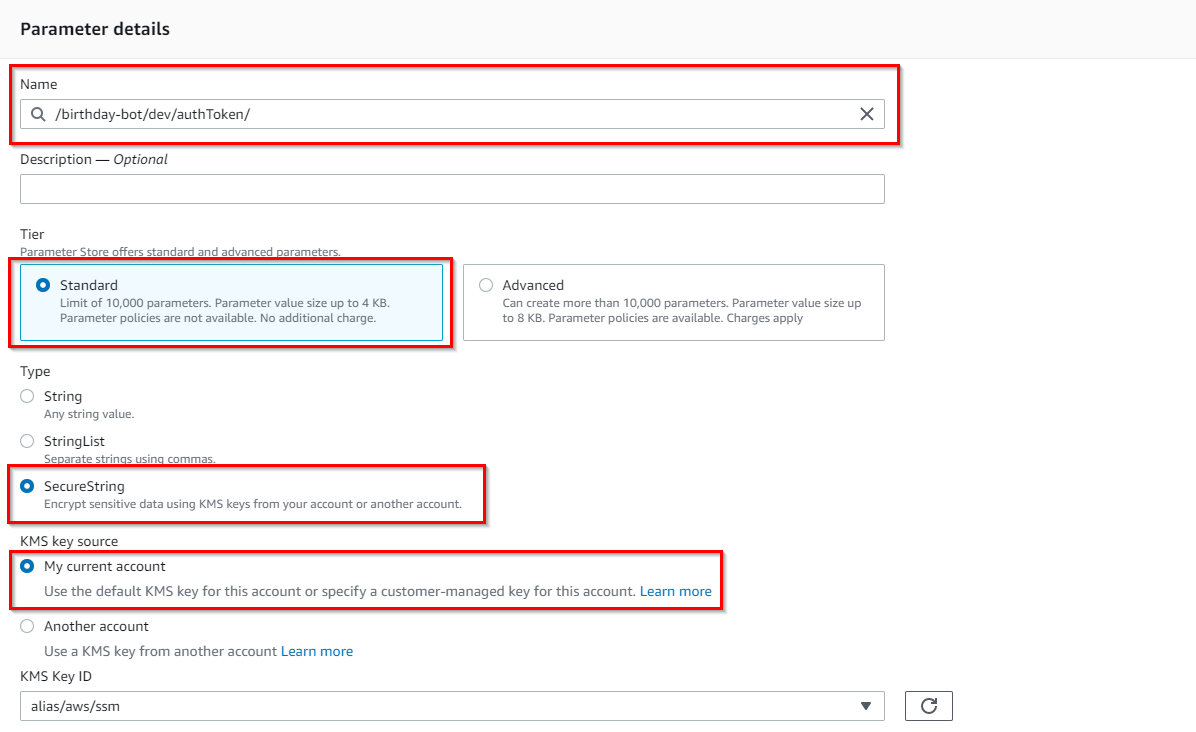 Parameter details
Name
/birthday-bot/dev/authToken/
Description — Optional
Tier
Parameter Store offers standard and advanced parameters.
Standard
Limit of 10,000 parameters. Parameter value size up to 4 KB.
Parameter policies are not available. No additional charge.
Advanced
Can create more than 10,000 parameters. Parameter value size up
to 8 KB. Parameter policies are available. Charges apply
Type
String
Any string value.
StringList
Separate strings using commas.
SecureString
Encrypt sensitive data using KMS keys from your account or another account.
KMS key source
My current account
Use the default KMS key for this account or specify a customer-managed key for this account. Learn more
Another account
Use a KMS key from another account Learn more
KMS Key ID
alias/aws/ssm